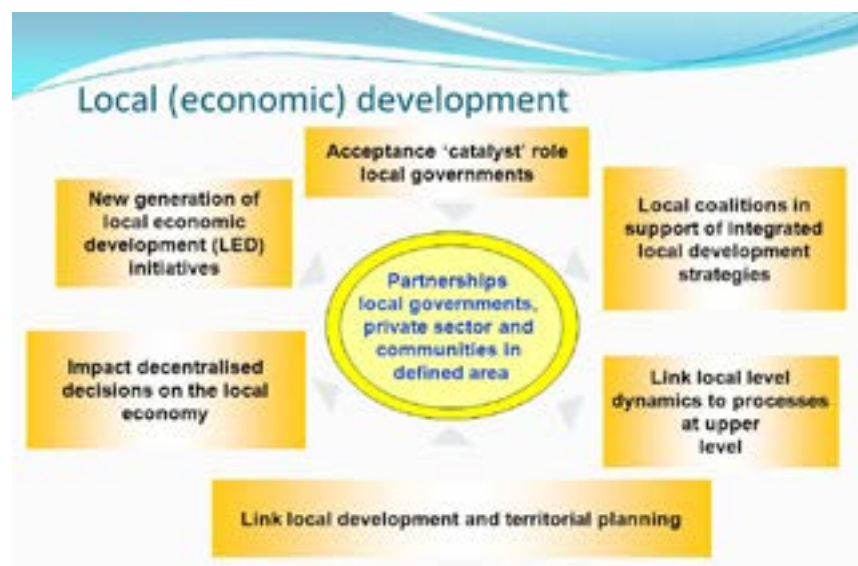 Local (economic) development
Acceptance ‘catalyst’ role
local governments
New generation of
local economic
development (LED)
initiatives
Local coalitions in
support of integrated
local development
strategies
Partnerships
local governments,
private sector and
communities in
defined area
Impact decentralised
decisions on the local
economy
Link local level
dynamics to processes
at upper
level
Link local development and territorial planning